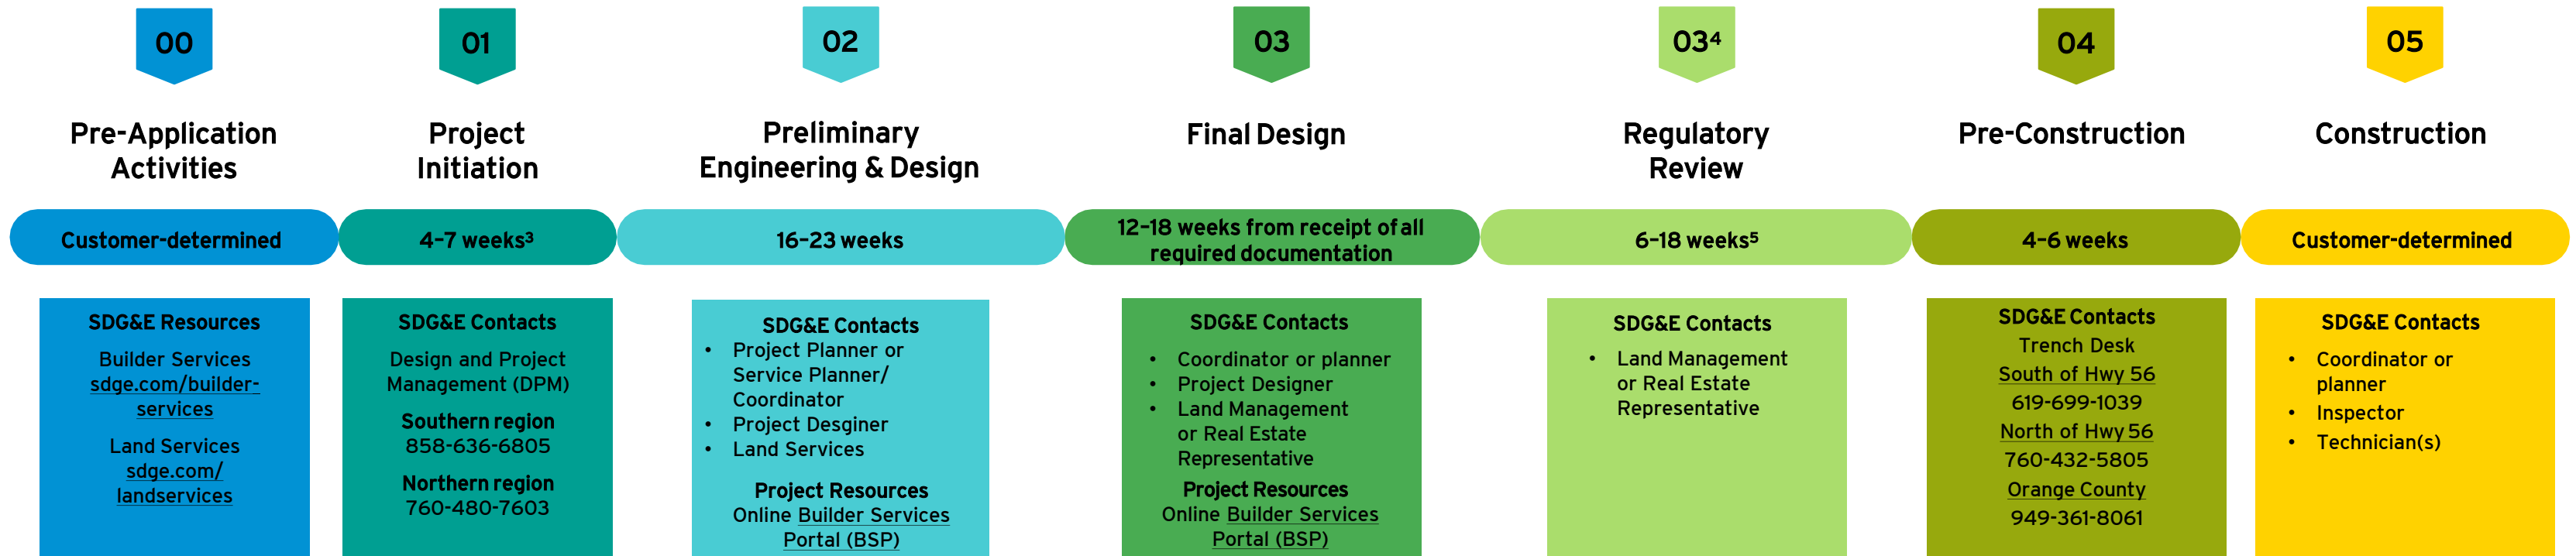 00
Pre-Application
Activities
Customer-determined
SDG&E Resources
Builder Services
sdge.com/builder-
services
Land Services
sdge.com/
landservices
01
Project
Initiation
4–7 weeks³
SDG&E Contacts
Design and Project
Management (DPM)
Southern region
858-636-6805
Northern region
760-480-7603
02
Preliminary
Engineering & Design
16–23 weeks
SDG&E Contacts
• Project Planner or
Service Planner/
Coordinator
• Project Desginer
• Land Services
Project Resources
Online Builder Services
Portal (BSP)
03
Final Design
12–18 weeks from receipt of all
required documentation
SDG&E Contacts
• Coordinator or planner
• Project Designer
• Land Management
or Real Estate
Representative
Project Resources
Online Builder Services
Portal (BSP)
03⁴
Regulatory
Review
6–18 weeks⁵
SDG&E Contacts
• Land Management
or Real Estate
Representative
04
Pre-Construction
4–6 weeks
SDG&E Contacts
Trench Desk
South of Hwy 56
619-699-1039
North of Hwy 56
760-432-5805
Orange County
949-361-8061
05
Construction
Customer-determined
SDG&E Contacts
• Coordinator or
planner
• Inspector
• Technician(s)